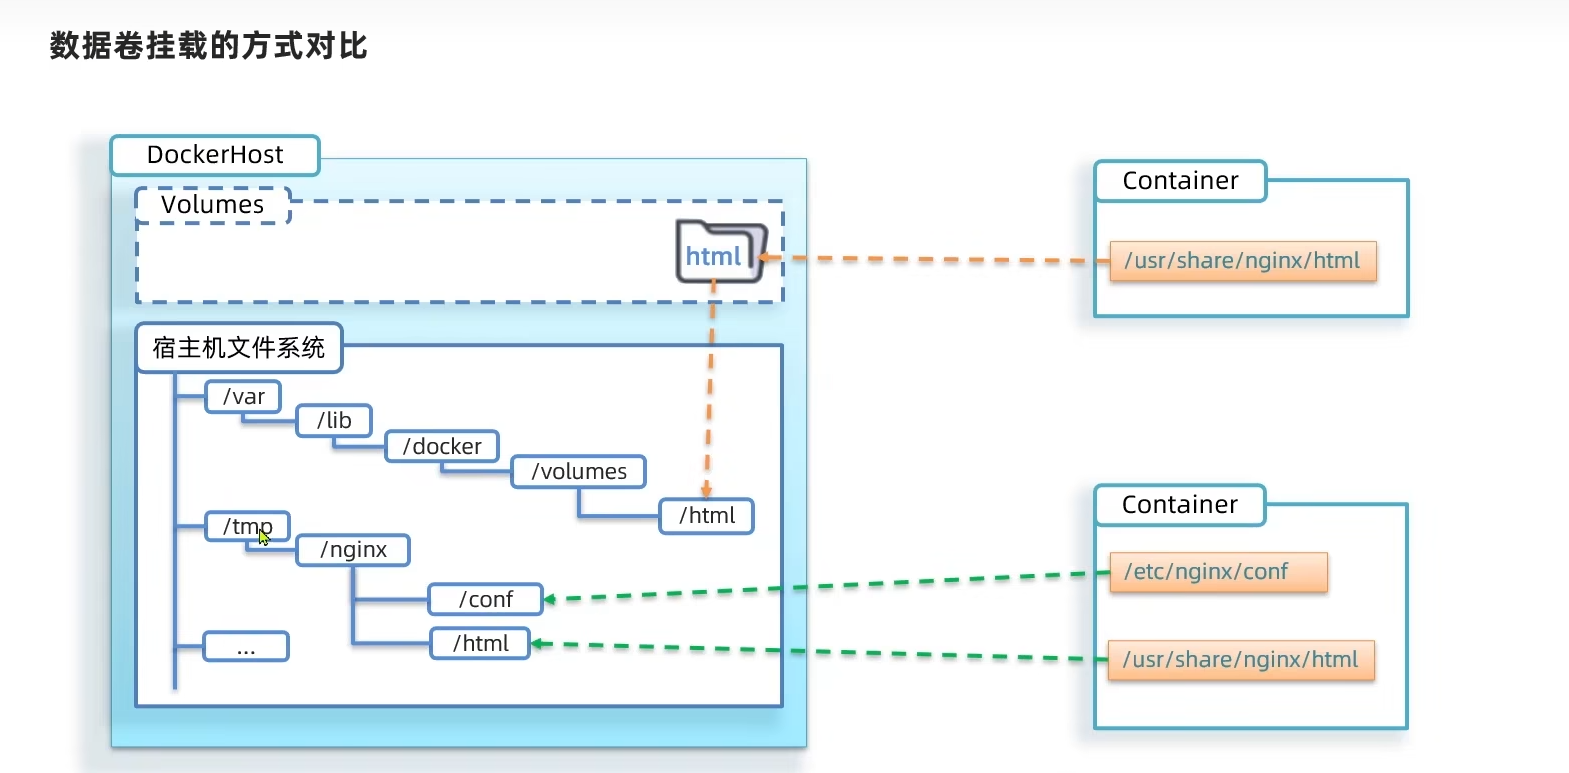 数据卷挂载的方式对比
DockerHost
Volumes
html
宿主机文件系统
/var
/lib
/docker
/volumes
/html
/tmp
/nginx
/conf
/html
...
Container
/usr/share/nginx/html
Container
/etc/nginx/conf
/usr/share/nginx/html